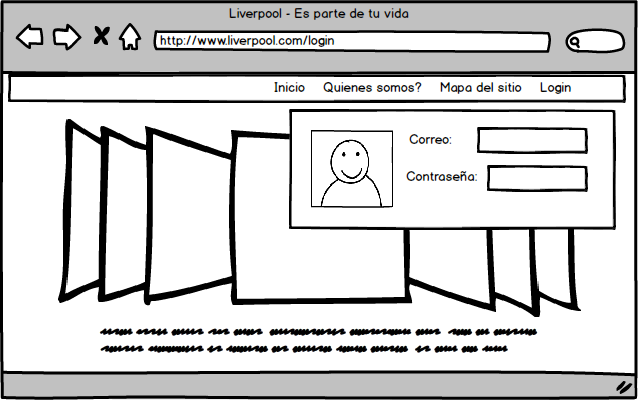 Liverpool - Es parte de tu vida
http://www.liverpool.com/login
Inicio Quienes somos? Mapa del sitio Login
Correo:
Contraseña: